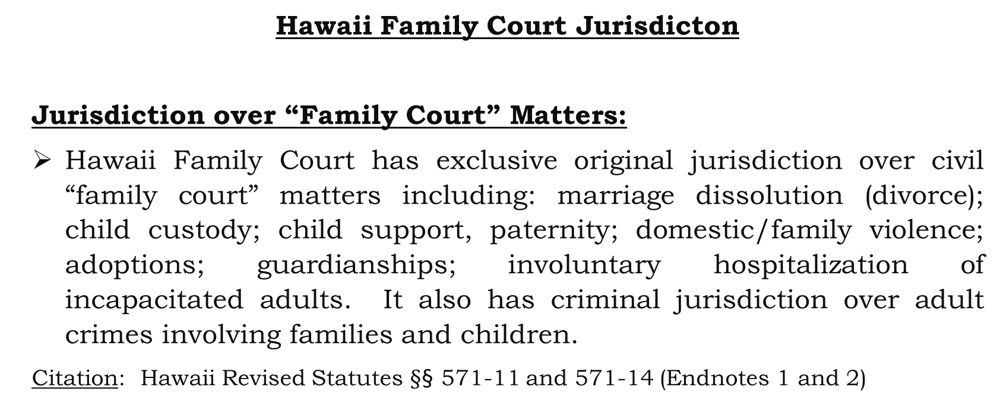 Hawaii Family Court Jurisdicton
Jurisdiction over “Family Court” Matters:
➢ Hawaii Family Court has exclusive original jurisdiction over civil
“family court” matters including: marriage dissolution (divorce);
child custody; child support, paternity; domestic/family violence;
adoptions; guardianships; involuntary hospitalization of
incapacitated adults. It also has criminal jurisdiction over adult
crimes involving families and children.
Citation: Hawaii Revised Statutes §§ 571-11 and 571-14 (Endnotes 1 and 2)